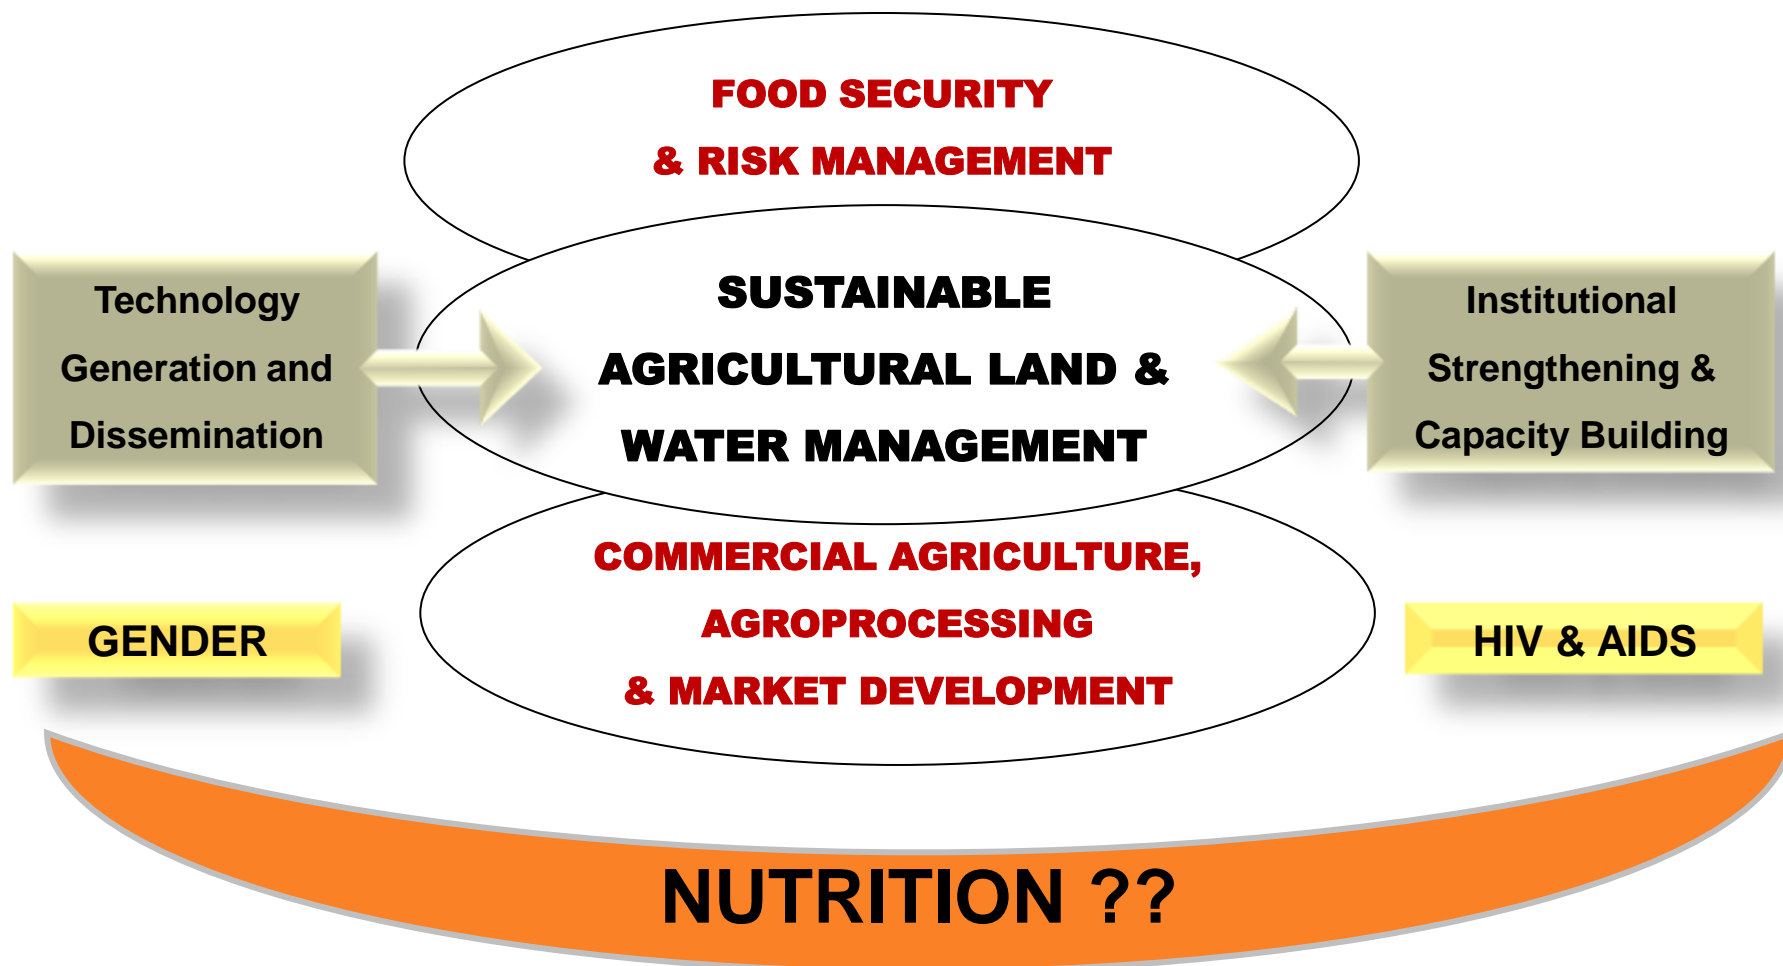 FOOD SECURITY
& RISK MANAGEMENT
Technology
Generation and
Dissemination
SUSTAINABLE
AGRICULTURAL LAND &
WATER MANAGEMENT
Institutional
Strengthening &
Capacity Building
COMMERCIAL AGRICULTURE,
AGROPROCESSING
& MARKET DEVELOPMENT
GENDER
HIV & AIDS
NUTRITION ??